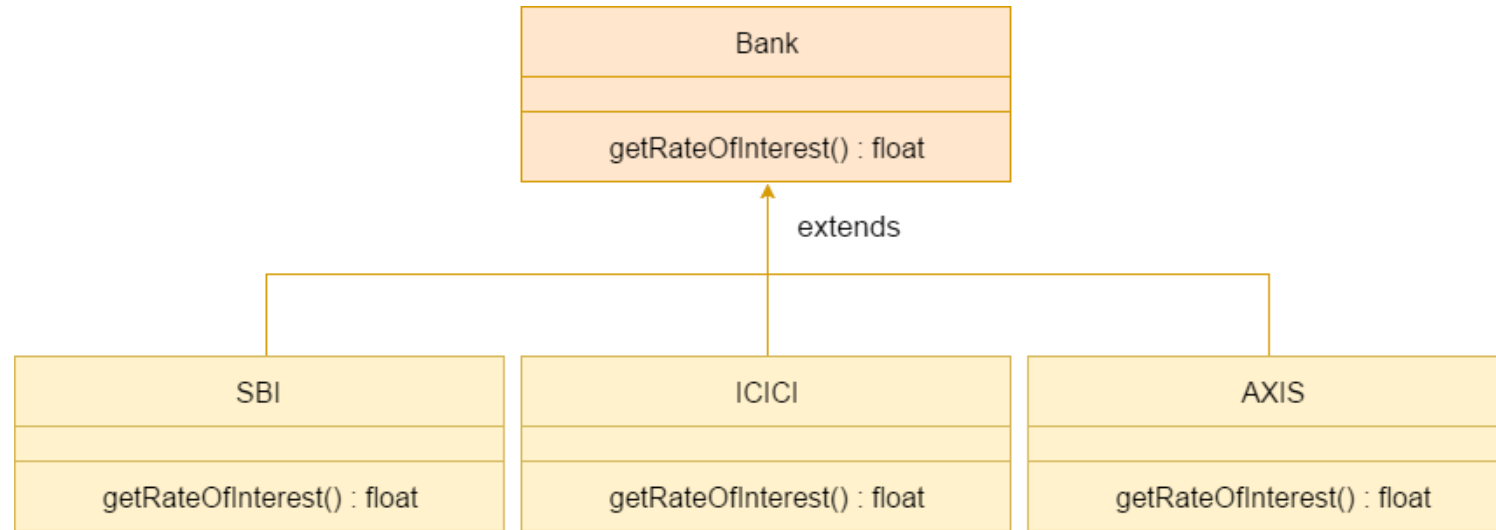 Bank
getRateOfInterest() : float
extends
SBI
ICICI
AXIS
getRateOfInterest() : float
getRateOfInterest() : float
getRateOfInterest() : float